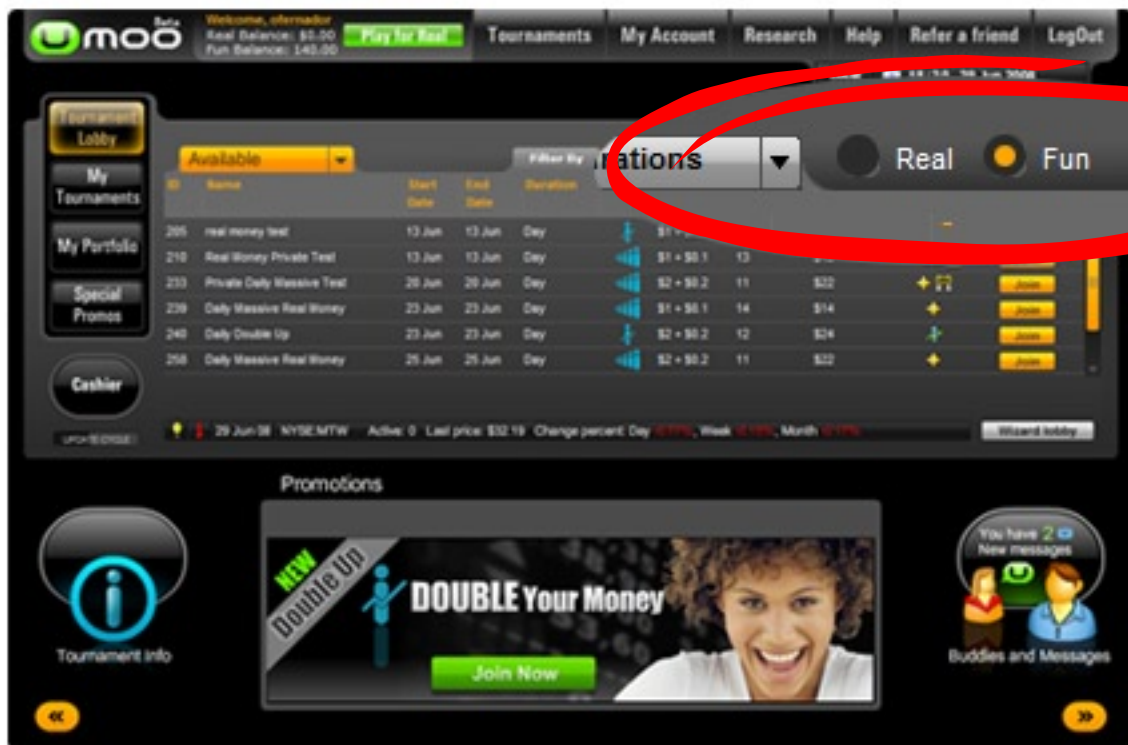 Umoo Beta
Welcome, ofernador
Real Balance: $0.00
Fun Balance: 140.00
Play for Real
Tournaments My Account Research Help Refer a friend LogOut
Tournament Lobby
My Tournaments
My Portfolio
Special Promos
Cashier
UPDATE CYCLE
Available Filter By rations Real Fun
ID Name Start Date End Date Duration
205 real money test 13 Jun 13 Jun Day
210 Real Money Private Test 13 Jun 13 Jun Day $1 + $0.1 13
233 Private Daily Massive Test 20 Jun 20 Jun Day $2 + $0.2 11 $22 Join
239 Daily Massive Real Money 23 Jun 23 Jun Day $1 + $0.1 14 $14 Join
240 Daily Double Up 23 Jun 23 Jun Day $2 + $0.2 12 $24 Join
258 Daily Massive Real Money 25 Jun 25 Jun Day $2 + $0.2 11 $22 Join
29 Jun 08 NYSE:MTW Active: 0 Last price: $32.19 Change percent: Day , Week , Month
Wizard lobby
Promotions
NEW
Double Up
DOUBLE Your Money
Join Now
Tournament Info
You have 2
New messages
Buddies and Messages